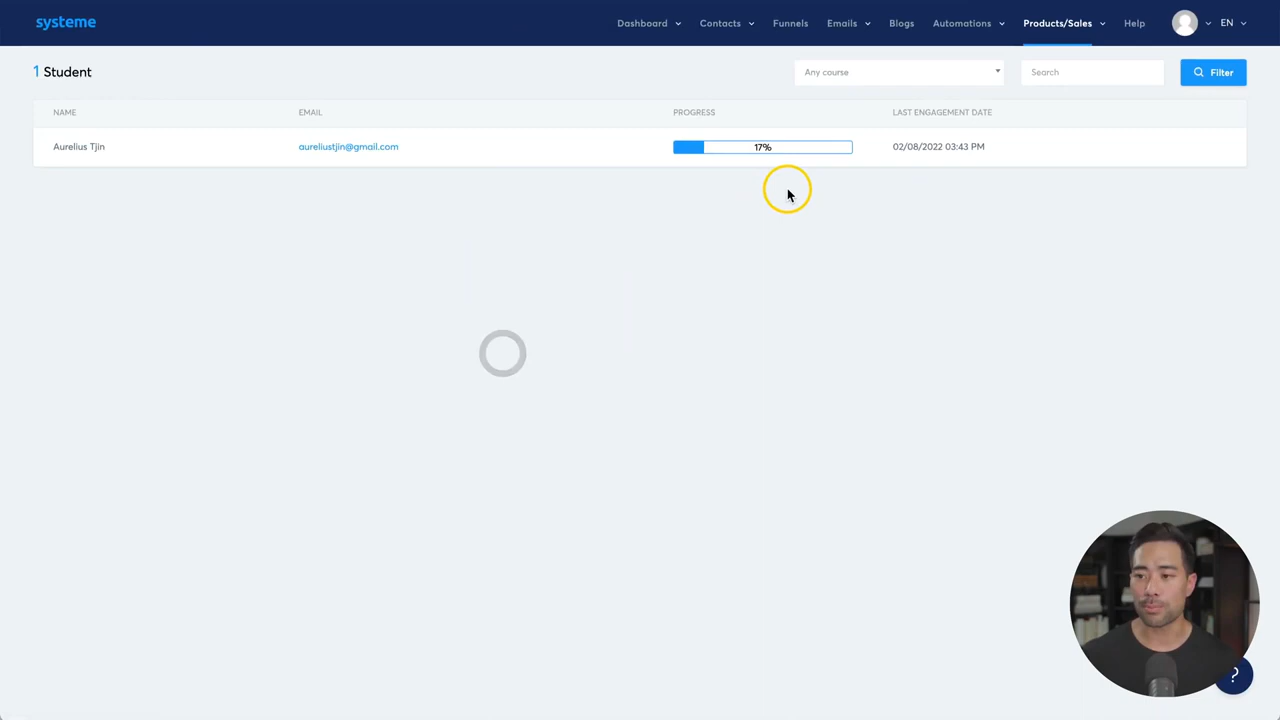 systeme
Dashboard Contacts Funnels Emails Blogs Automations Products/Sales Help EN
1 Student
Any course Search Filter
NAME EMAIL PROGRESS LAST ENGAGEMENT DATE
Aurelius Tjin aureliustjin@gmail.com 17% 02/08/2022 03:43 PM
?